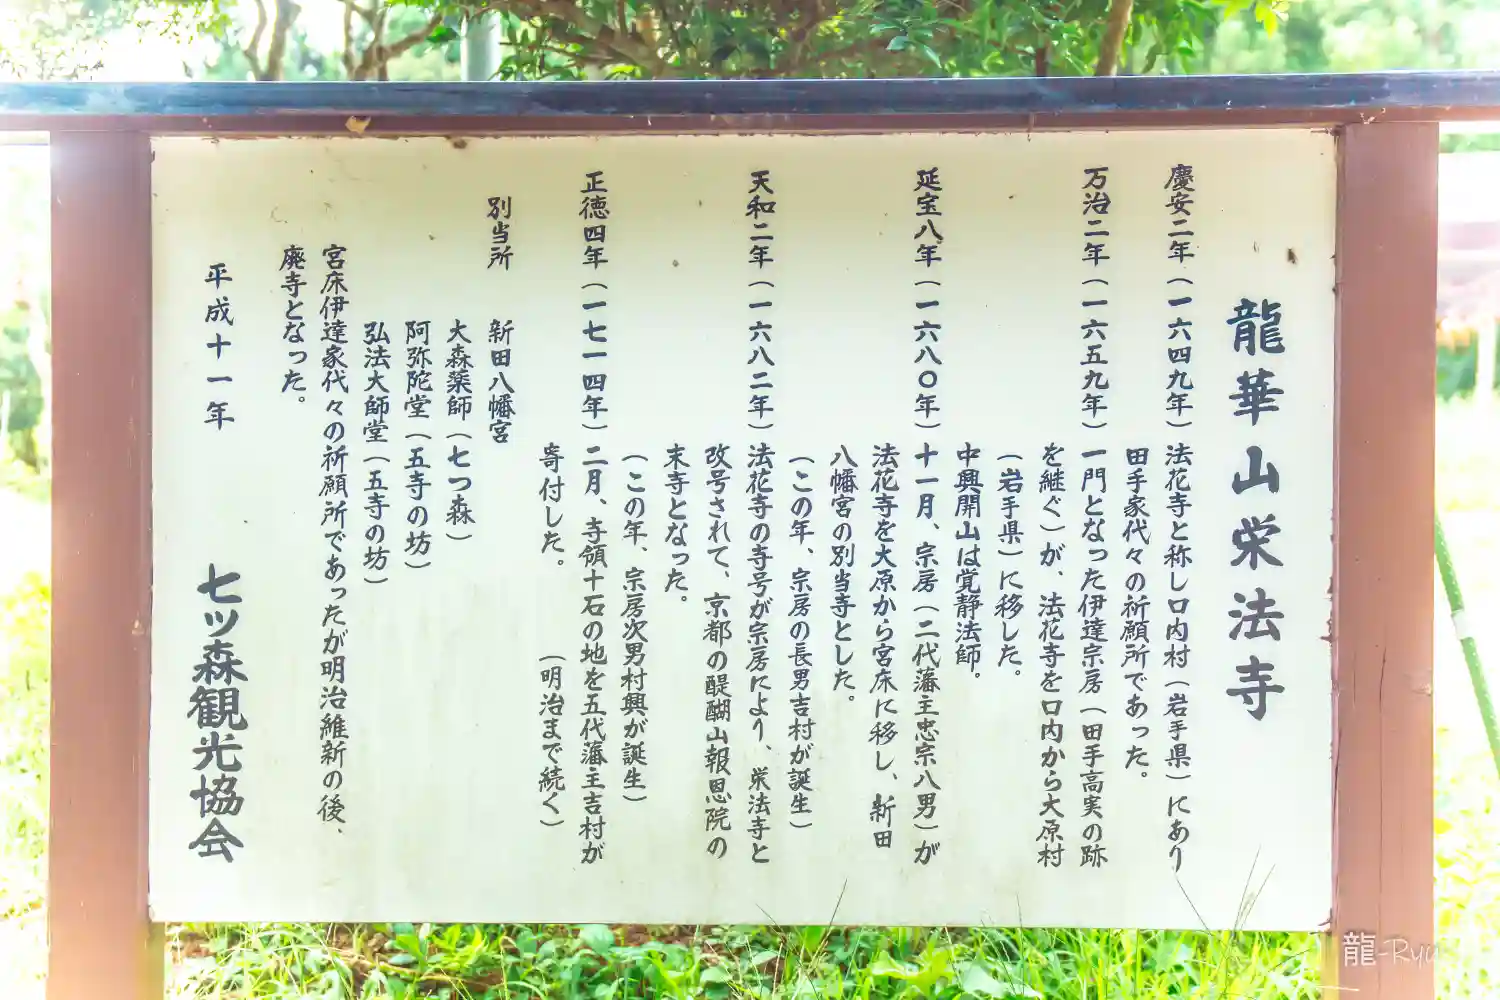 龍華山栄法寺
慶安二年(一六四九年)法花寺と称し口内村(岩手県)にあり
田手家代々の祈願所であった。
万治二年(一六五九年)一門となった伊達宗房(田手高実の跡
を継ぐ)が、法花寺を口内から大原村
(岩手県)に移した。
中興開山は覚静法師。
延宝八年(一六八〇年)十一月、宗房(二代藩主忠宗八男)が
法花寺を大原から宮床に移し、新田
八幡宮の別当寺とした。
(この年、宗房の長男吉村が誕生)
天和二年(一六八二年)法花寺の寺号が宗房により、栄法寺と
改号されて、京都の醍醐山報恩院の
末寺となった。
(この年、宗房次男村興が誕生)
正徳四年(一七一四年)二月、寺領十石の地を五代藩主吉村が
寄付した。(明治まで続く)
別当所 新田八幡宮
大森薬師(七つ森)
阿弥陀堂(五寺の坊)
弘法大師堂(五寺の坊)
宮床伊達家代々の祈願所であったが明治維新の後、
廃寺となった。
平成十一年 七ツ森観光協会
龍-Ryu